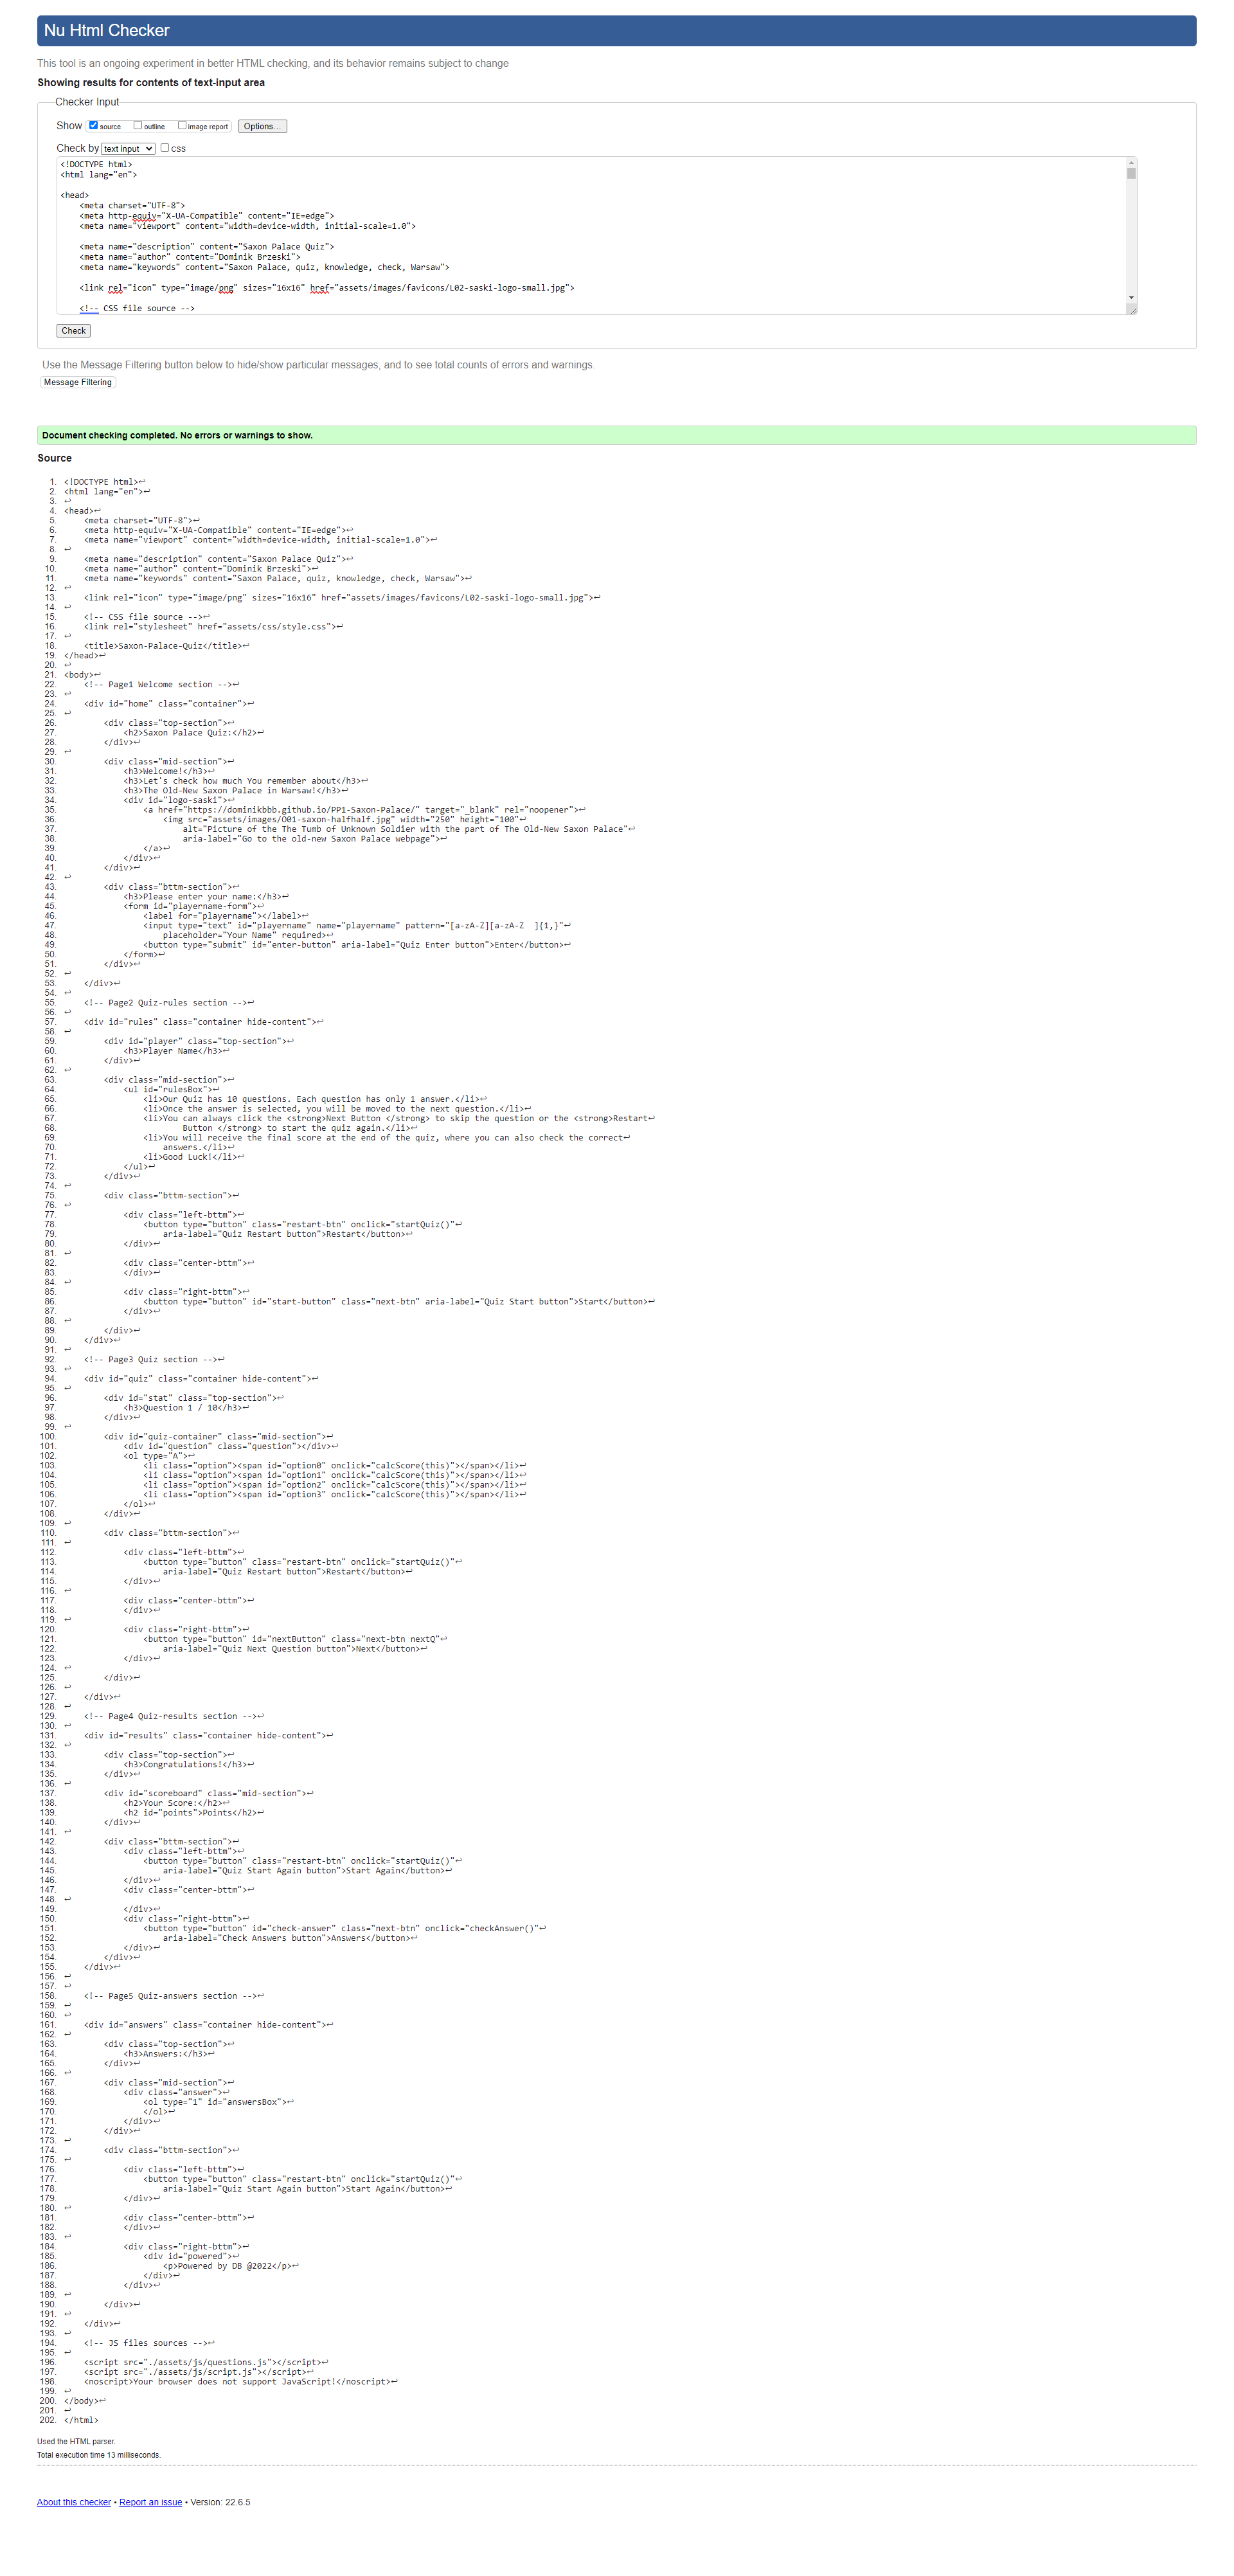 Nu Html Checker
This tool is an ongoing experiment in better HTML checking, and its behavior remains subject to change
Showing results for contents of text-input area
Checker Input
Show source outline image report Options...
Check by text input css
<!DOCTYPE html>
<html lang="en">
<head>
<meta charset="UTF-8">
<meta http-equiv="X-UA-Compatible" content="IE=edge">
<meta name="viewport" content="width=device-width, initial-scale=1.0">
<meta name="description" content="Saxon Palace Quiz">
<meta name="author" content="Dominik Brzeski">
<meta name="keywords" content="Saxon Palace, quiz, knowledge, check, Warsaw">
<link rel="icon" type="image/png" sizes="16x16" href="assets/images/favicons/L02-saski-logo-small.jpg">
<!-- CSS file source -->
Check
Use the Message Filtering button below to hide/show particular messages, and to see total counts of errors and warnings.
Message Filtering
Document checking completed. No errors or warnings to show.
Source
1. <!DOCTYPE html>↩
2. <html lang="en">↩
3. ↩
4. <head>↩
5. <meta charset="UTF-8">↩
6. <meta http-equiv="X-UA-Compatible" content="IE=edge">↩
7. <meta name="viewport" content="width=device-width, initial-scale=1.0">↩
8. ↩
9. <meta name="description" content="Saxon Palace Quiz">↩
10. <meta name="author" content="Dominik Brzeski">↩
11. <meta name="keywords" content="Saxon Palace, quiz, knowledge, check, Warsaw">↩
12. ↩
13. <link rel="icon" type="image/png" sizes="16x16" href="assets/images/favicons/L02-saski-logo-small.jpg">↩
14. ↩
15. <!-- CSS file source -->↩
16. <link rel="stylesheet" href="assets/css/style.css">↩
17. ↩
18. <title>Saxon-Palace-Quiz</title>↩
19. </head>↩
20. ↩
21. <body>↩
22. <!-- Page1 Welcome section -->↩
23. ↩
24. <div id="home" class="container">↩
25. ↩
26. <div class="top-section">↩
27. <h2>Saxon Palace Quiz:</h2>↩
28. </div>↩
29. ↩
30. <div class="mid-section">↩
31. <h3>Welcome!</h3>↩
32. <h3>Let's check how much You remember about</h3>↩
33. <h3>The Old-New Saxon Palace in Warsaw!</h3>↩
34. <div id="logo-saski">↩
35. <a href="https://dominikbbb.github.io/PP1-Saxon-Palace/" target="_blank" rel="noopener">↩
36. <img src="assets/images/O01-saxon-halfhalf.jpg" width="250" height="100"↩
37. alt="Picture of the The Tumb of Unknown Soldier with the part of The Old-New Saxon Palace"↩
38. aria-label="Go to the old-new Saxon Palace webpage">↩
39. </a>↩
40. </div>↩
41. </div>↩
42. ↩
43. <div class="bttm-section">↩
44. <h3>Please enter your name:</h3>↩
45. <form id="playername-form">↩
46. <label for="playername"></label>↩
47. <input type="text" id="playername" name="playername" pattern="[a-zA-Z][a-zA-Z  ]{1,}"↩
48. placeholder="Your Name" required>↩
49. <button type="submit" id="enter-button" aria-label="Quiz Enter button">Enter</button>↩
50. </form>↩
51. </div>↩
52. ↩
53. </div>↩
54. ↩
55. <!-- Page2 Quiz-rules section -->↩
56. ↩
57. <div id="rules" class="container hide-content">↩
58. ↩
59. <div id="player" class="top-section">↩
60. <h3>Player Name</h3>↩
61. </div>↩
62. ↩
63. <div class="mid-section">↩
64. <ul id="rulesBox">↩
65. <li>Our Quiz has 10 questions. Each question has only 1 answer.</li>↩
66. <li>Once the answer is selected, you will be moved to the next question.</li>↩
67. <li>You can always click the <strong>Next Button </strong> to skip the question or the <strong>Restart↩
68. Button </strong> to start the quiz again.</li>↩
69. <li>You will receive the final score at the end of the quiz, where you can also check the correct↩
70. answers.</li>↩
71. <li>Good Luck!</li>↩
72. </ul>↩
73. </div>↩
74. ↩
75. <div class="bttm-section">↩
76. ↩
77. <div class="left-bttm">↩
78. <button type="button" class="restart-btn" onclick="startQuiz()"↩
79. aria-label="Quiz Restart button">Restart</button>↩
80. </div>↩
81. ↩
82. <div class="center-bttm">↩
83. </div>↩
84. ↩
85. <div class="right-bttm">↩
86. <button type="button" id="start-button" class="next-btn" aria-label="Quiz Start button">Start</button>↩
87. </div>↩
88. ↩
89. </div>↩
90. </div>↩
91. ↩
92. <!-- Page3 Quiz section -->↩
93. ↩
94. <div id="quiz" class="container hide-content">↩
95. ↩
96. <div id="stat" class="top-section">↩
97. <h3>Question 1 / 10</h3>↩
98. </div>↩
99. ↩
100. <div id="quiz-container" class="mid-section">↩
101. <div id="question" class="question"></div>↩
102. <ol type="A">↩
103. <li class="option"><span id="option0" onclick="calcScore(this)"></span></li>↩
104. <li class="option"><span id="option1" onclick="calcScore(this)"></span></li>↩
105. <li class="option"><span id="option2" onclick="calcScore(this)"></span></li>↩
106. <li class="option"><span id="option3" onclick="calcScore(this)"></span></li>↩
107. </ol>↩
108. </div>↩
109. ↩
110. <div class="bttm-section">↩
111. ↩
112. <div class="left-bttm">↩
113. <button type="button" class="restart-btn" onclick="startQuiz()"↩
114. aria-label="Quiz Restart button">Restart</button>↩
115. </div>↩
116. ↩
117. <div class="center-bttm">↩
118. </div>↩
119. ↩
120. <div class="right-bttm">↩
121. <button type="button" id="nextButton" class="next-btn nextQ"↩
122. aria-label="Quiz Next Question button">Next</button>↩
123. </div>↩
124. ↩
125. </div>↩
126. ↩
127. </div>↩
128. ↩
129. <!-- Page4 Quiz-results section -->↩
130. ↩
131. <div id="results" class="container hide-content">↩
132. ↩
133. <div class="top-section">↩
134. <h3>Congratulations!</h3>↩
135. </div>↩
136. ↩
137. <div id="scoreboard" class="mid-section">↩
138. <h2>Your Score:</h2>↩
139. <h2 id="points">Points</h2>↩
140. </div>↩
141. ↩
142. <div class="bttm-section">↩
143. <div class="left-bttm">↩
144. <button type="button" class="restart-btn" onclick="startQuiz()"↩
145. aria-label="Quiz Start Again button">Start Again</button>↩
146. </div>↩
147. <div class="center-bttm">↩
148. ↩
149. </div>↩
150. <div class="right-bttm">↩
151. <button type="button" id="check-answer" class="next-btn" onclick="checkAnswer()"↩
152. aria-label="Check Answers button">Answers</button>↩
153. </div>↩
154. </div>↩
155. </div>↩
156. ↩
157. ↩
158. <!-- Page5 Quiz-answers section -->↩
159. ↩
160. ↩
161. <div id="answers" class="container hide-content">↩
162. ↩
163. <div class="top-section">↩
164. <h3>Answers:</h3>↩
165. </div>↩
166. ↩
167. <div class="mid-section">↩
168. <div class="answer">↩
169. <ol type="1" id="answersBox">↩
170. </ol>↩
171. </div>↩
172. </div>↩
173. ↩
174. <div class="bttm-section">↩
175. ↩
176. <div class="left-bttm">↩
177. <button type="button" class="restart-btn" onclick="startQuiz()"↩
178. aria-label="Quiz Start Again button">Start Again</button>↩
179. </div>↩
180. ↩
181. <div class="center-bttm">↩
182. </div>↩
183. ↩
184. <div class="right-bttm">↩
185. <div id="powered">↩
186. <p>Powered by DB @2022</p>↩
187. </div>↩
188. </div>↩
189. ↩
190. </div>↩
191. ↩
192. </div>↩
193. ↩
194. <!-- JS files sources -->↩
195. ↩
196. <script src="./assets/js/questions.js"></script>↩
197. <script src="./assets/js/script.js"></script>↩
198. <noscript>Your browser does not support JavaScript!</noscript>↩
199. ↩
200. </body>↩
201. ↩
202. </html>
Used the HTML parser.
Total execution time 13 milliseconds.
About this checker • Report an issue • Version: 22.6.5